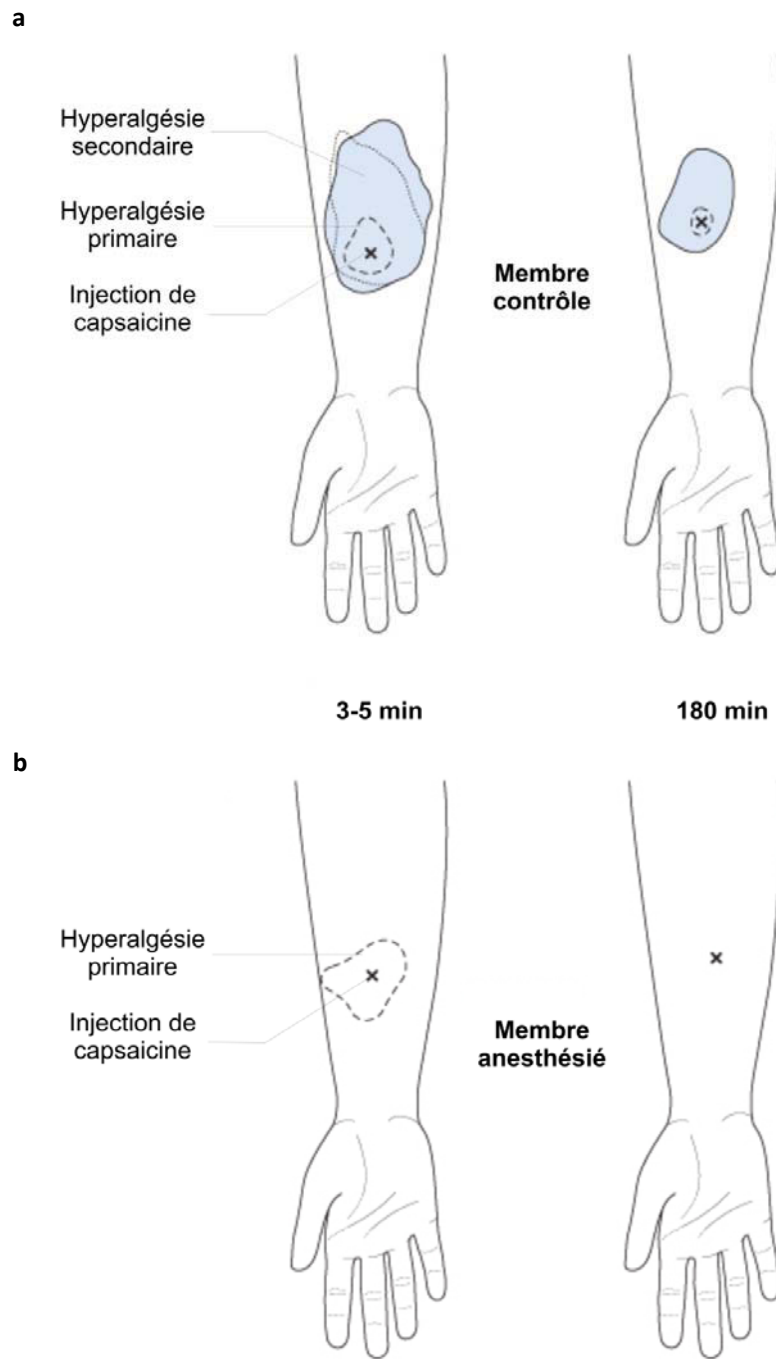 a
Hyperalgésie
secondaire
Hyperalgésie
primaire
Injection de
capsaicine
Membre
contrôle
3-5 min
180 min
b
Hyperalgésie
primaire
Injection de
capsaicine
Membre
anesthésié